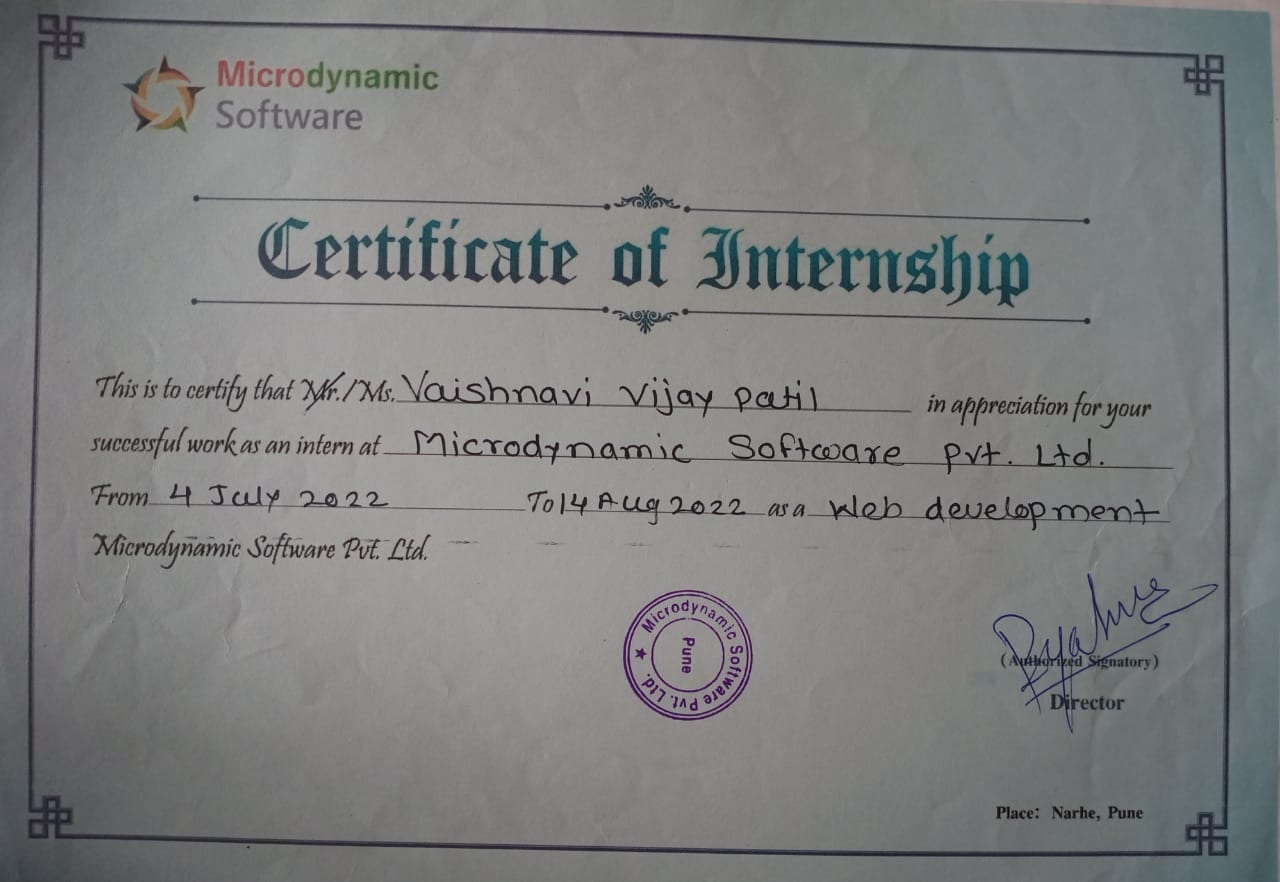 Microdynamic
Software
Certificate of Internship
This is to certify that Mr./Ms. Vaishnavi Vijay patil in appreciation for your
successful work as an intern at Microdynamic Software pvt. Ltd.
From 4 July 2022 To 14 Aug 2022 as a Web development
Microdynamic Software Pvt. Ltd.
Microdynamic Software Pvt. Ltd.
Pune
(Authorized Signatory)
Director
Place: Narhe, Pune